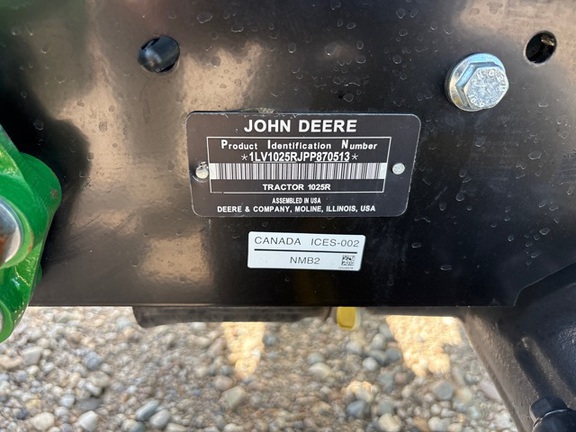 JOHN DEERE
Product Identification Number
*1LV1025RJPP870513*
TRACTOR 1025R
ASSEMBLED IN USA
DEERE & COMPANY, MOLINE, ILLINOIS, USA
CANADA ICES-002
NMB2